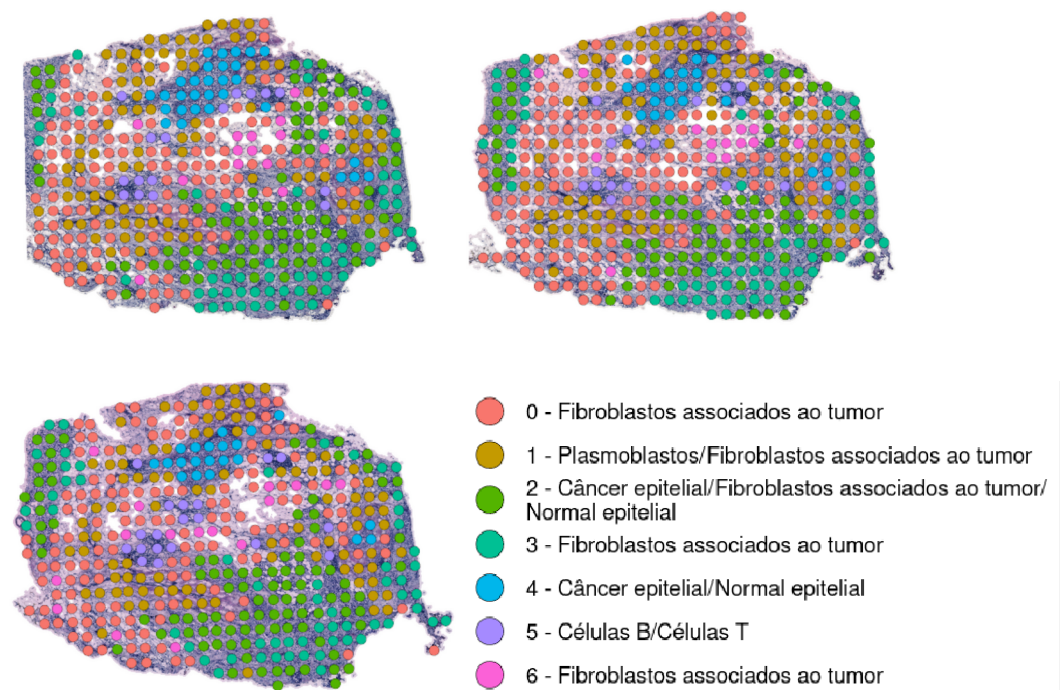 0 - Fibroblastos associados ao tumor
1 - Plasmoblastos/Fibroblastos associados ao tumor
2 - Câncer epitelial/Fibroblastos associados ao tumor/
Normal epitelial
3 - Fibroblastos associados ao tumor
4 - Câncer epitelial/Normal epitelial
5 - Células B/Células T
6 - Fibroblastos associados ao tumor